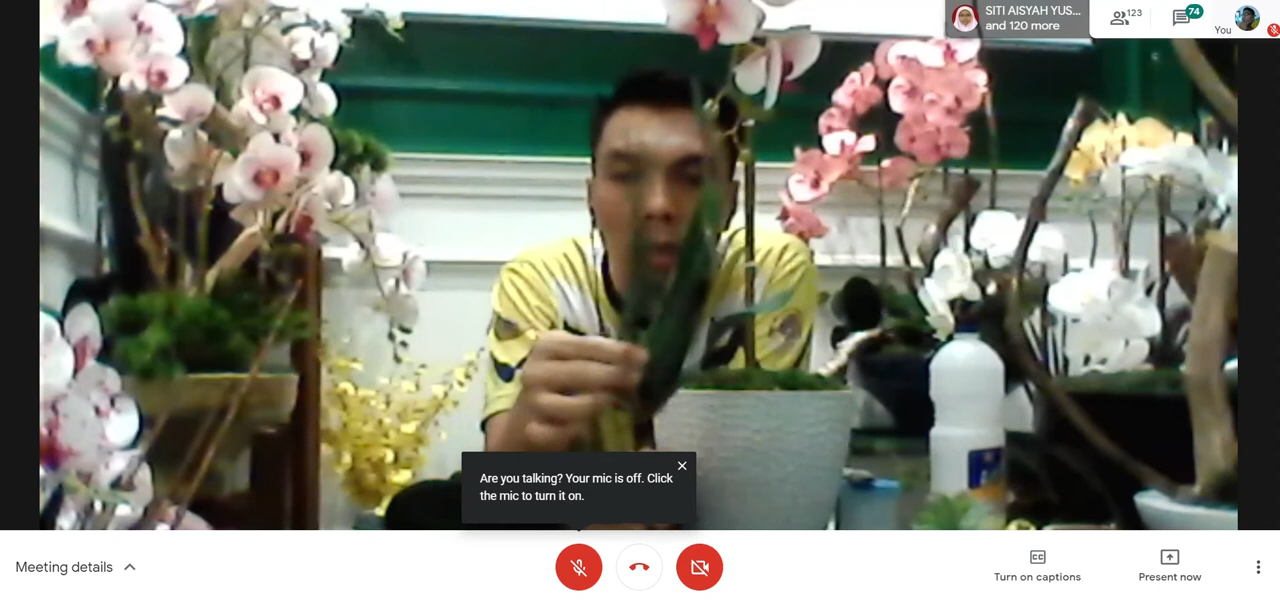 SITI AISYAH YUS...
and 120 more
123
74
You
Are you talking? Your mic is off. Click
the mic to turn it on.
Meeting details
CC
Turn on captions
Present now